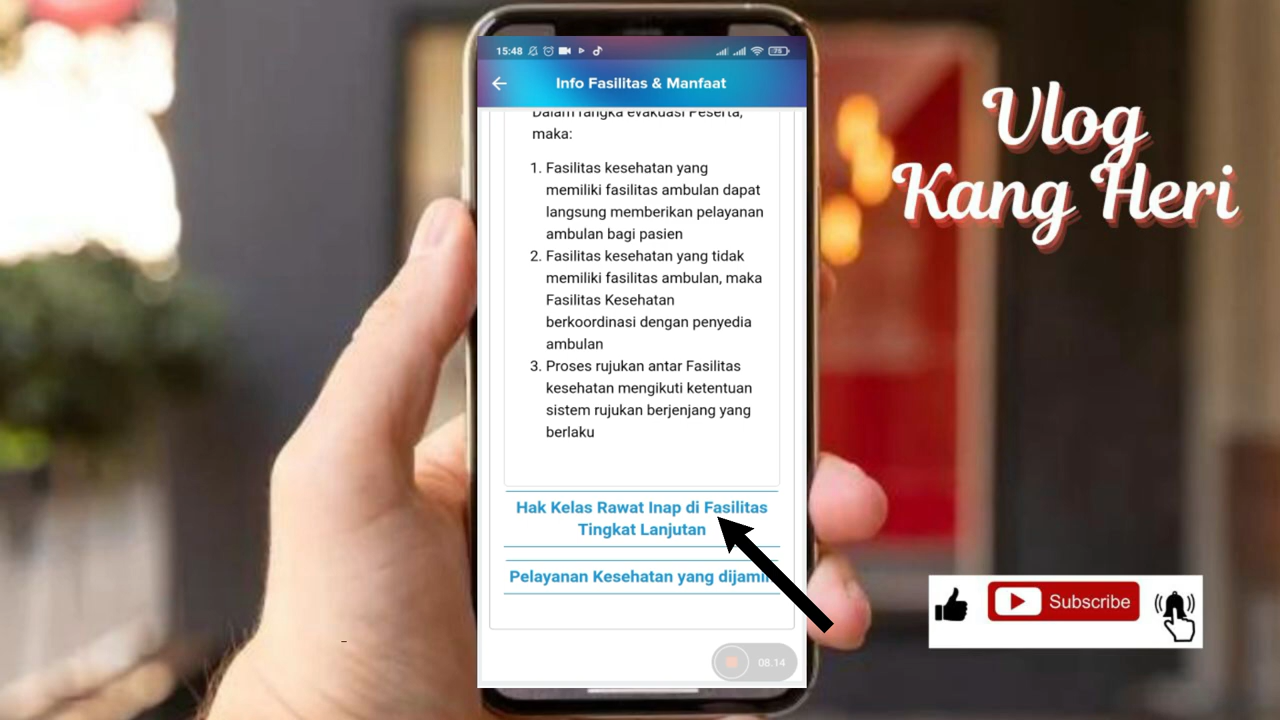 15:48
75
Info Fasilitas & Manfaat
Dalam rangka evakuasi Peserta,
maka:
1. Fasilitas kesehatan yang
memiliki fasilitas ambulan dapat
langsung memberikan pelayanan
ambulan bagi pasien
2. Fasilitas kesehatan yang tidak
memiliki fasilitas ambulan, maka
Fasilitas Kesehatan
berkoordinasi dengan penyedia
ambulan
3. Proses rujukan antar Fasilitas
kesehatan mengikuti ketentuan
sistem rujukan berjenjang yang
berlaku
Hak Kelas Rawat Inap di Fasilitas
Tingkat Lanjutan
Pelayanan Kesehatan yang dijamin
08.14
Vlog
Kang Heri
Subscribe